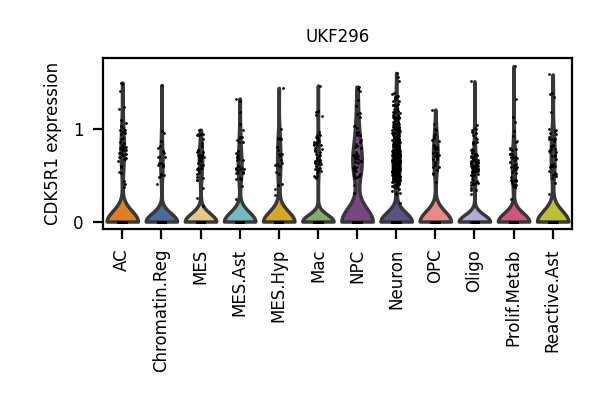 UKF296
CDK5R1 expression
1
0
AC
Chromatin.Reg
MES
MES.Ast
MES.Hyp
Mac
NPC
Neuron
OPC
Oligo
Prolif.Metab
Reactive.Ast